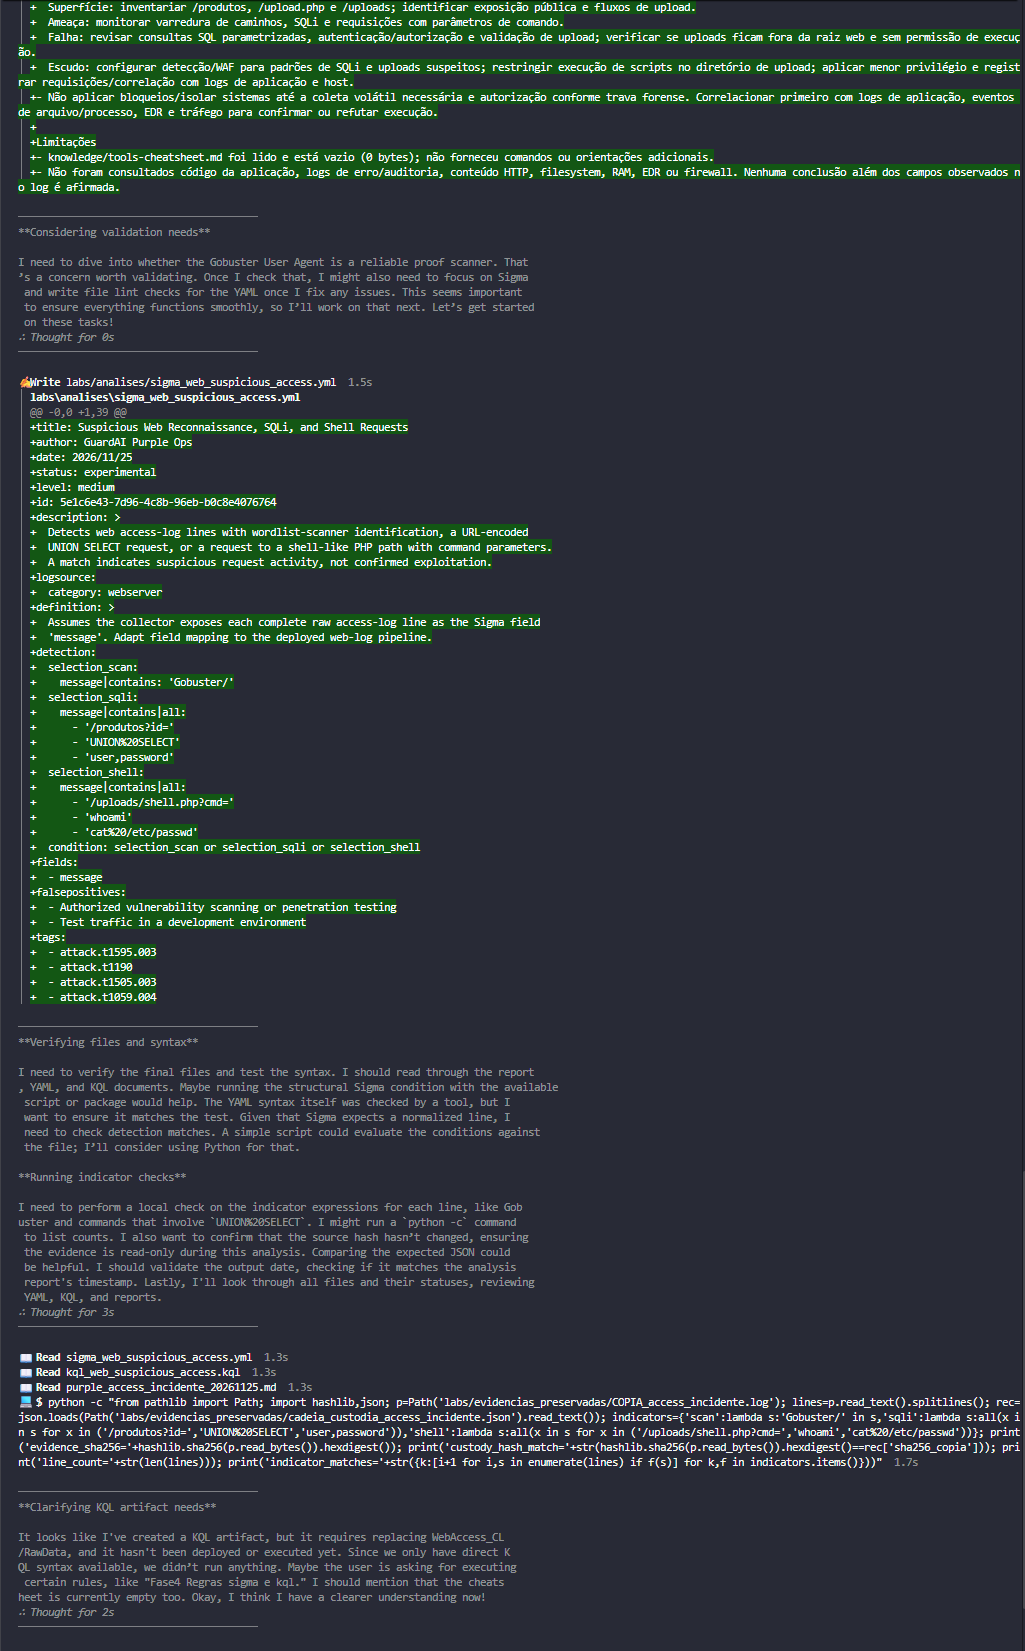 +  Superfície: inventariar /produtos, /upload.php e /uploads; identificar exposição pública e fluxos de upload.
+  Ameaça: monitorar varredura de caminhos, SQLi e requisições com parâmetros de comando.
+  Falha: revisar consultas SQL parametrizadas, autenticação/autorização e validação de upload; verificar se uploads ficam fora da raiz web e sem permissão de execuç
ão.
+  Escudo: configurar detecção/WAF para padrões de SQLi e uploads suspeitos; restringir execução de scripts no diretório de upload; aplicar menor privilégio e regist
rar requisições/correlação com logs de aplicação e host.
+- Não aplicar bloqueios/isolar sistemas até a coleta volátil necessária e autorização conforme trava forense. Correlacionar primeiro com logs de aplicação, eventos
de arquivo/processo, EDR e tráfego para confirmar ou refutar execução.
+
+Limitações
+- knowledge/tools-cheatsheet.md foi lido e está vazio (0 bytes); não forneceu comandos ou orientações adicionais.
+- Não foram consultados código da aplicação, logs de erro/auditoria, conteúdo HTTP, filesystem, RAM, EDR ou firewall. Nenhuma conclusão além dos campos observados n
o log é afirmada.
**Considering validation needs**
I need to dive into whether the Gobuster User Agent is a reliable proof scanner. That
’s a concern worth validating. Once I check that, I might also need to focus on Sigma
and write file lint checks for the YAML once I fix any issues. This seems important
to ensure everything functions smoothly, so I’ll work on that next. Let’s get started
on these tasks!
∴ Thought for 0s
Write labs/analises/sigma_web_suspicious_access.yml  1.5s
labs\analises\sigma_web_suspicious_access.yml
@@ -0,0 +1,39 @@
+title: Suspicious Web Reconnaissance, SQLi, and Shell Requests
+author: GuardAI Purple Ops
+date: 2026/11/25
+status: experimental
+level: medium
+id: 5e1c6e43-7d96-4c8b-96eb-b0c8e4076764
+description: >
+  Detects web access-log lines with wordlist-scanner identification, a URL-encoded
+  UNION SELECT request, or a request to a shell-like PHP path with command parameters.
+  A match indicates suspicious request activity, not confirmed exploitation.
+logsource:
+  category: webserver
+definition: >
+  Assumes the collector exposes each complete raw access-log line as the Sigma field
+  'message'. Adapt field mapping to the deployed web-log pipeline.
+detection:
+  selection_scan:
+    message|contains: 'Gobuster/'
+  selection_sqli:
+    message|contains|all:
+      - '/produtos?id='
+      - 'UNION%20SELECT'
+      - 'user,password'
+  selection_shell:
+    message|contains|all:
+      - '/uploads/shell.php?cmd='
+      - 'whoami'
+      - 'cat%20/etc/passwd'
+  condition: selection_scan or selection_sqli or selection_shell
+fields:
+  - message
+falsepositives:
+  - Authorized vulnerability scanning or penetration testing
+  - Test traffic in a development environment
+tags:
+  - attack.t1595.003
+  - attack.t1190
+  - attack.t1505.003
+  - attack.t1059.004
**Verifying files and syntax**
I need to verify the final files and test the syntax. I should read through the report
, YAML, and KQL documents. Maybe running the structural Sigma condition with the available
script or package would help. The YAML syntax itself was checked by a tool, but I
want to ensure it matches the test. Given that Sigma expects a normalized line, I
need to check detection matches. A simple script could evaluate the conditions against
the file; I’ll consider using Python for that.
**Running indicator checks**
I need to perform a local check on the indicator expressions for each line, like Gob
uster and commands that involve `UNION%20SELECT`. I might run a `python -c` command
to list counts. I also want to confirm that the source hash hasn’t changed, ensuring
the evidence is read-only during this analysis. Comparing the expected JSON could
be helpful. I should validate the output date, checking if it matches the analysis
report's timestamp. Lastly, I'll look through all files and their statuses, reviewing
YAML, KQL, and reports.
∴ Thought for 3s
Read sigma_web_suspicious_access.yml  1.3s
Read kql_web_suspicious_access.kql  1.3s
Read purple_access_incidente_20261125.md  1.3s
$ python -c "from pathlib import Path; import hashlib,json; p=Path('labs/evidencias_preservadas/COPIA_access_incidente.log'); lines=p.read_text().splitlines(); rec=
json.loads(Path('labs/evidencias_preservadas/cadeia_custodia_access_incidente.json').read_text()); indicators={'scan':lambda s:'Gobuster/' in s,'sqli':lambda s:all(x i
n s for x in ('/produtos?id=','UNION%20SELECT','user,password')),'shell':lambda s:all(x in s for x in ('/uploads/shell.php?cmd=','whoami','cat%20/etc/passwd'))}; print
('evidence_sha256='+hashlib.sha256(p.read_bytes()).hexdigest()); print('custody_hash_match='+str(hashlib.sha256(p.read_bytes()).hexdigest()==rec['sha256_copia'])); pri
nt('line_count='+str(len(lines))); print('indicator_matches='+str({k:[i+1 for i,s in enumerate(lines) if f(s)] for k,f in indicators.items()}))"  1.7s
**Clarifying KQL artifact needs**
It looks like I've created a KQL artifact, but it requires replacing WebAccess_CL
/RawData, and it hasn't been deployed or executed yet. Since we only have direct K
QL syntax available, we didn’t run anything. Maybe the user is asking for executing
certain rules, like "Fase4 Regras sigma e kql." I should mention that the cheats
heet is currently empty too. Okay, I think I have a clearer understanding now!
∴ Thought for 2s